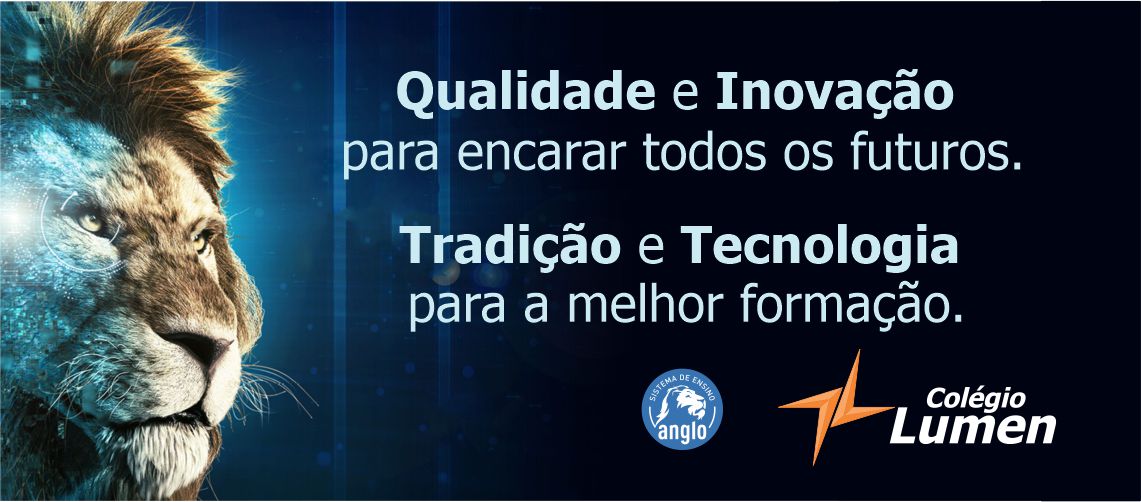 Qualidade e Inovação
para encarar todos os futuros.
Tradição e Tecnologia
para a melhor formação.
SISTEMA DE ENSINO
anglo
Colégio
Lumen